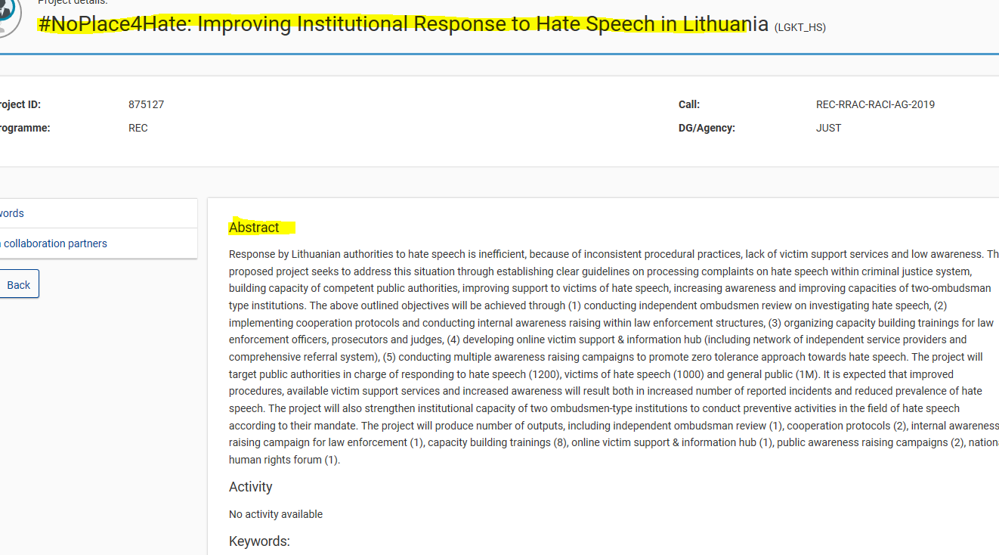 Project details:
#NoPlace4Hate: Improving Institutional Response to Hate Speech in Lithuania (LGKT_HS)
roject ID: 875127 Call: REC-RRAC-RACI-AG-2019
rogramme: REC DG/Agency: JUST
words
collaboration partners
Back
Abstract
Response by Lithuanian authorities to hate speech is inefficient, because of inconsistent procedural practices, lack of victim support services and low awareness. Th
proposed project seeks to address this situation through establishing clear guidelines on processing complaints on hate speech within criminal justice system,
building capacity of competent public authorities, improving support to victims of hate speech, increasing awareness and improving capacities of two-ombudsman
type institutions. The above outlined objectives will be achieved through (1) conducting independent ombudsmen review on investigating hate speech, (2)
implementing cooperation protocols and conducting internal awareness raising within law enforcement structures, (3) organizing capacity building trainings for law
enforcement officers, prosecutors and judges, (4) developing online victim support & information hub (including network of independent service providers and
comprehensive referral system), (5) conducting multiple awareness raising campaigns to promote zero tolerance approach towards hate speech. The project will
target public authorities in charge of responding to hate speech (1200), victims of hate speech (1000) and general public (1M). It is expected that improved
procedures, available victim support services and increased awareness will result both in increased number of reported incidents and reduced prevalence of hate
speech. The project will also strengthen institutional capacity of two ombudsmen-type institutions to conduct preventive activities in the field of hate speech
according to their mandate. The project will produce number of outputs, including independent ombudsmen review (1), cooperation protocols (2), internal awareness
raising campaign for law enforcement (1), capacity building trainings (8), online victim support & information hub (1), public awareness raising campaigns (2), nation
human rights forum (1).
Activity
No activity available
Keywords: